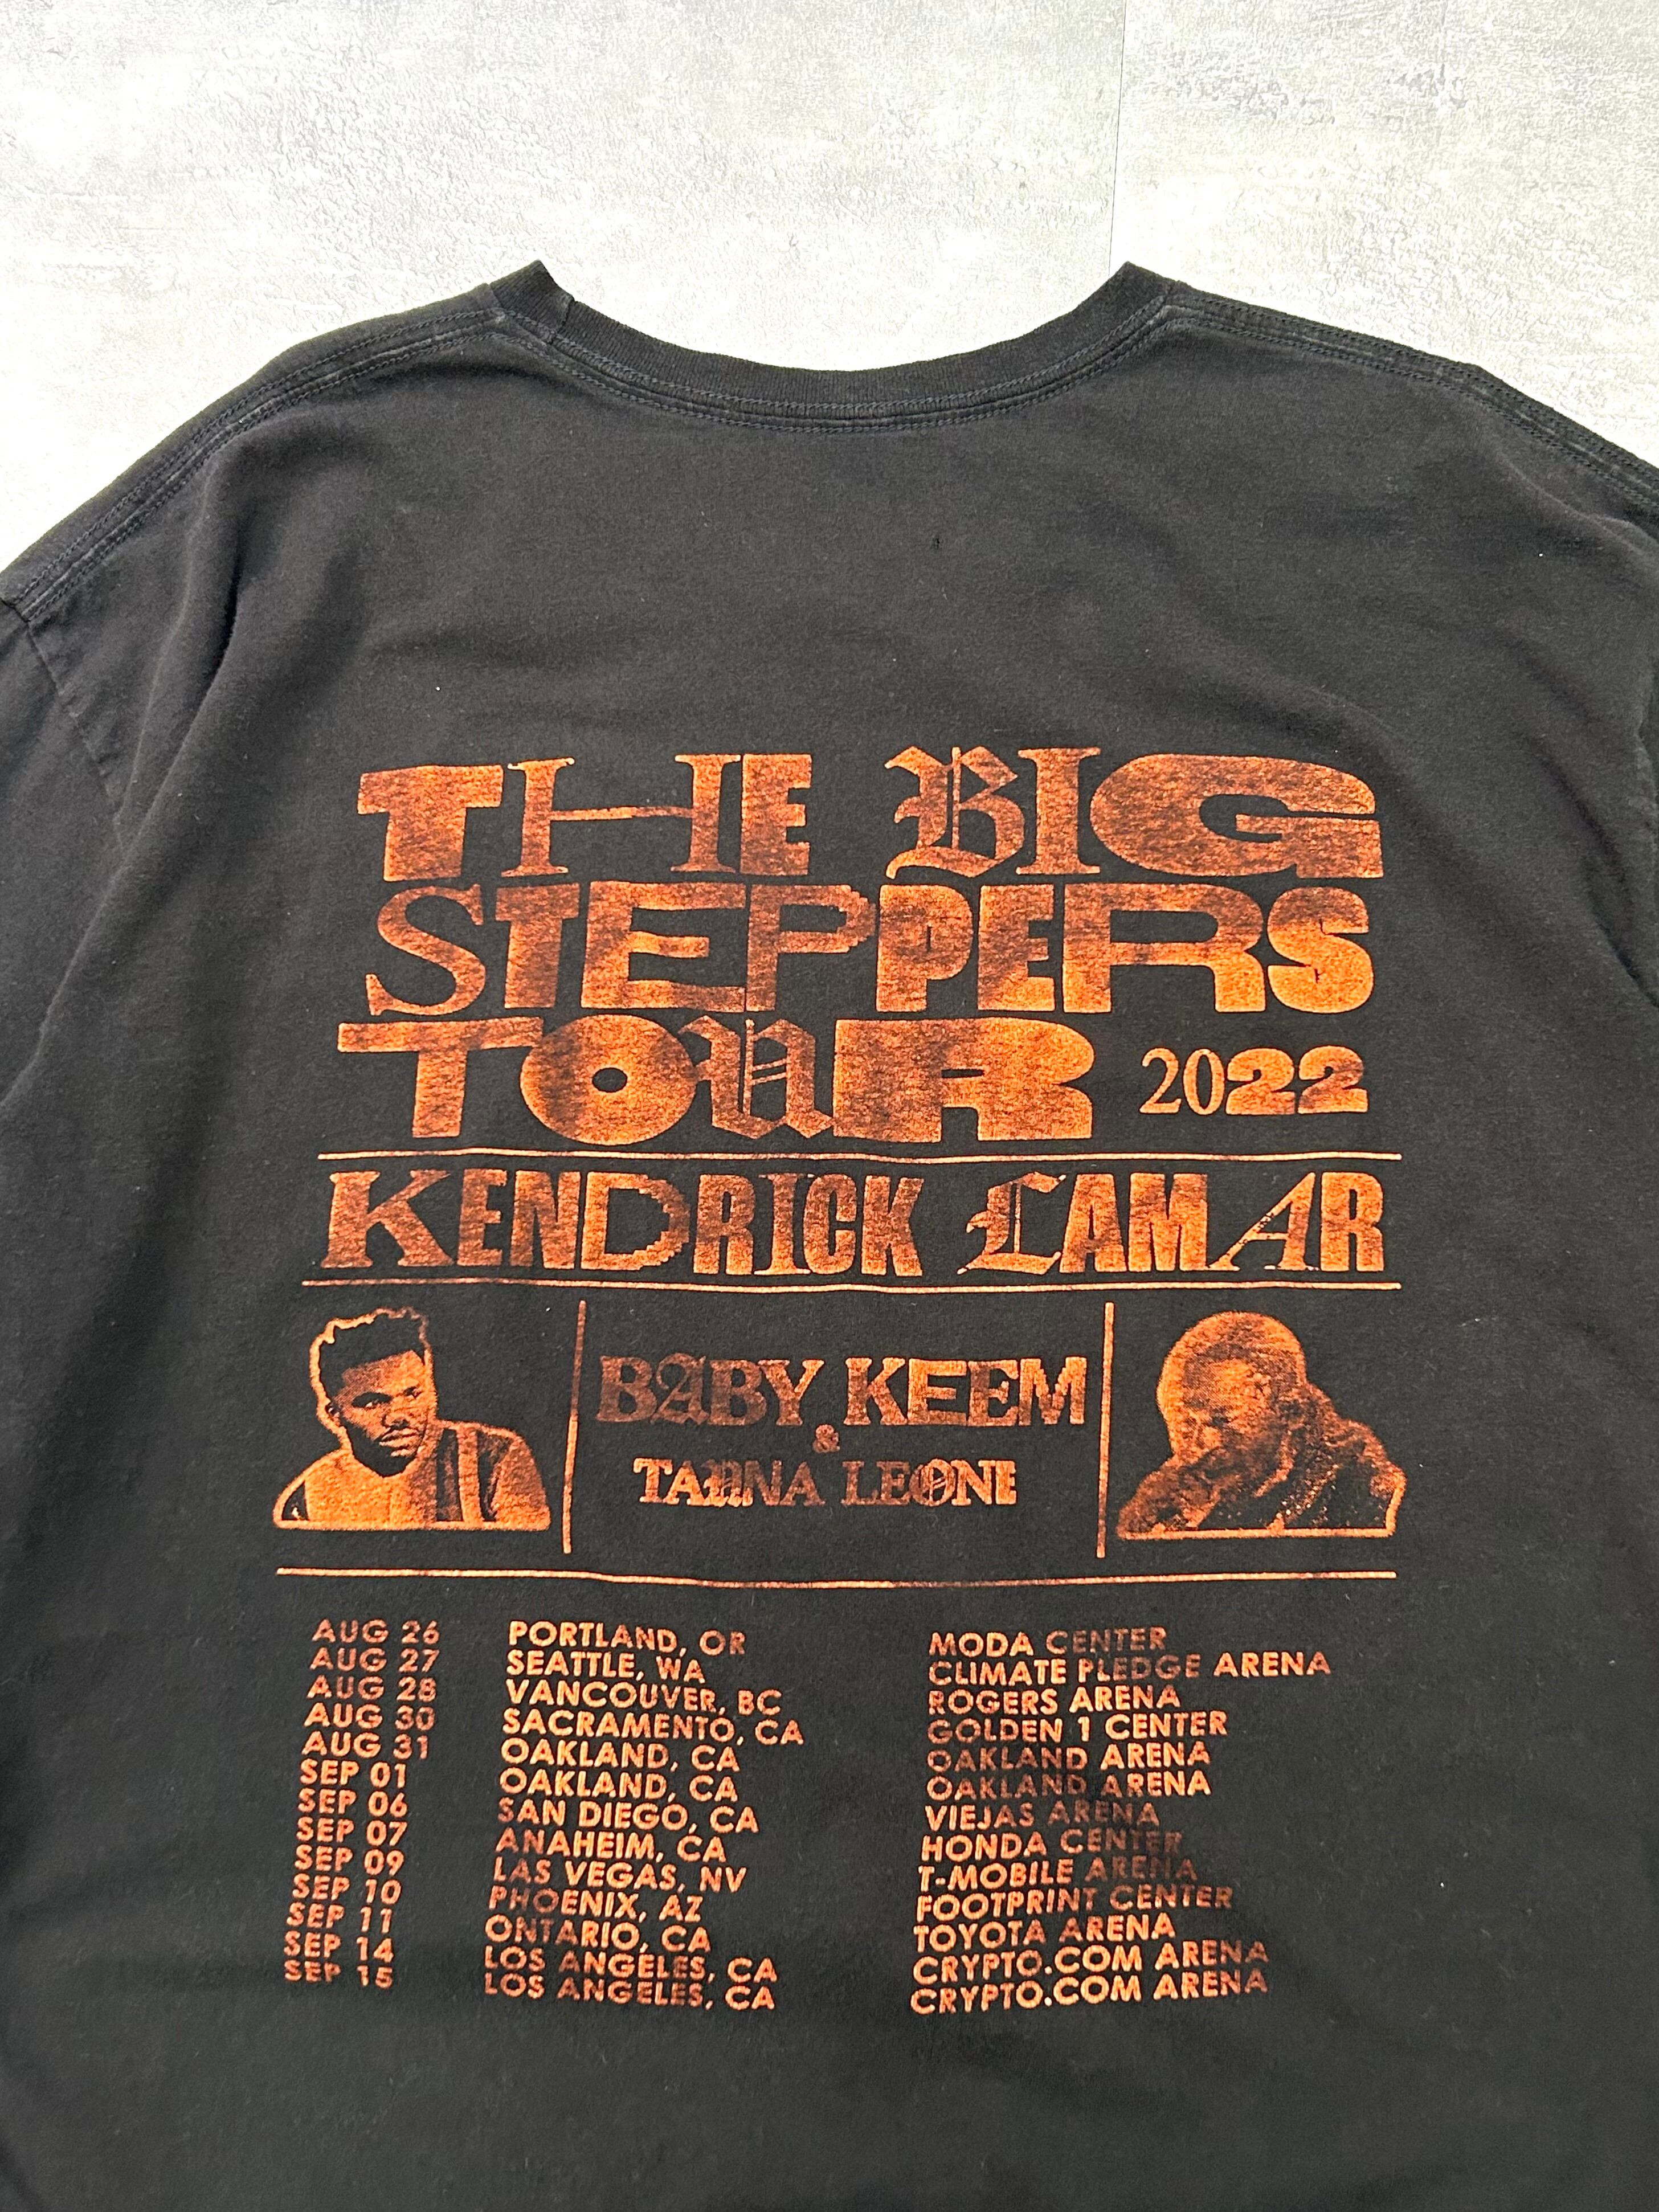 THE BIG
STEPPERS
TOUR 2022
KENDRICK LAMAR
BABY KEEM
&
TANNA LEONE
AUG 26 PORTLAND, OR MODA CENTER
AUG 27 SEATTLE, WA CLIMATE PLEDGE ARENA
AUG 28 VANCOUVER, BC ROGERS ARENA
AUG 30 SACRAMENTO, CA GOLDEN 1 CENTER
AUG 31 OAKLAND, CA OAKLAND ARENA
SEP 01 OAKLAND, CA OAKLAND ARENA
SEP 06 SAN DIEGO, CA VIEJAS ARENA
SEP 07 ANAHEIM, CA HONDA CENTER
SEP 09 LAS VEGAS, NV T-MOBILE ARENA
SEP 10 PHOENIX, AZ FOOTPRINT CENTER
SEP 11 ONTARIO, CA TOYOTA ARENA
SEP 14 LOS ANGELES, CA CRYPTO.COM ARENA
SEP 15 LOS ANGELES, CA CRYPTO.COM ARENA